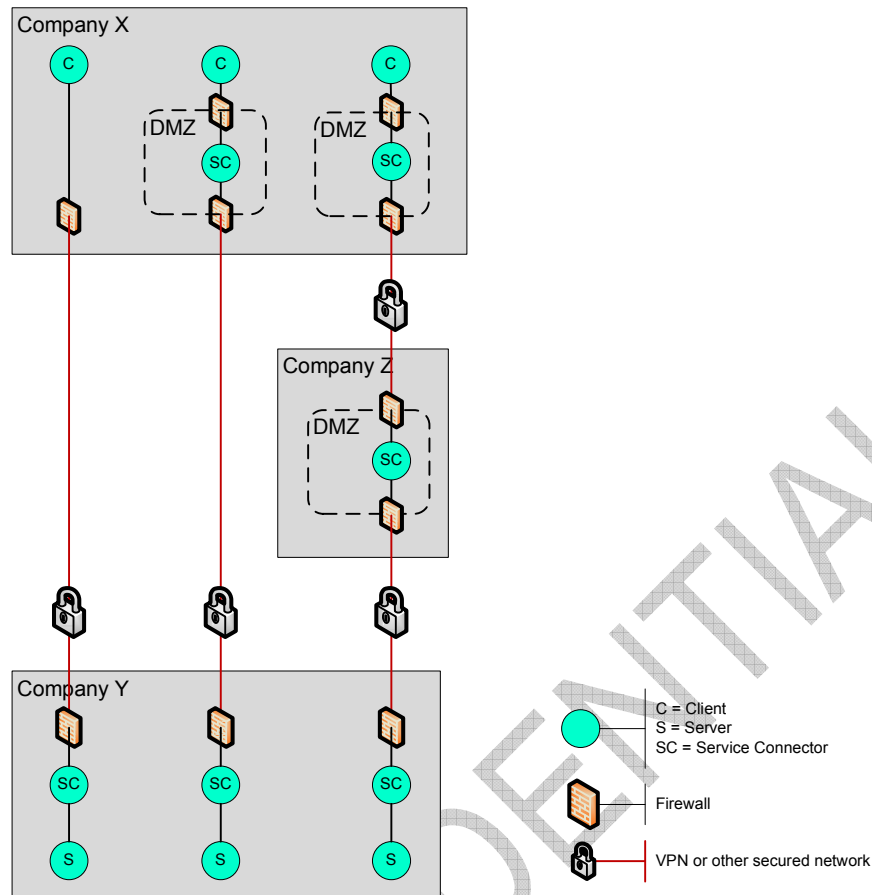 Company X
C
C
C
DMZ
DMZ
SC
SC
Company Z
DMZ
SC
Company Y
C = Client
S = Server
SC = Service Connector
SC
SC
SC
Firewall
S
S
S
VPN or other secured network